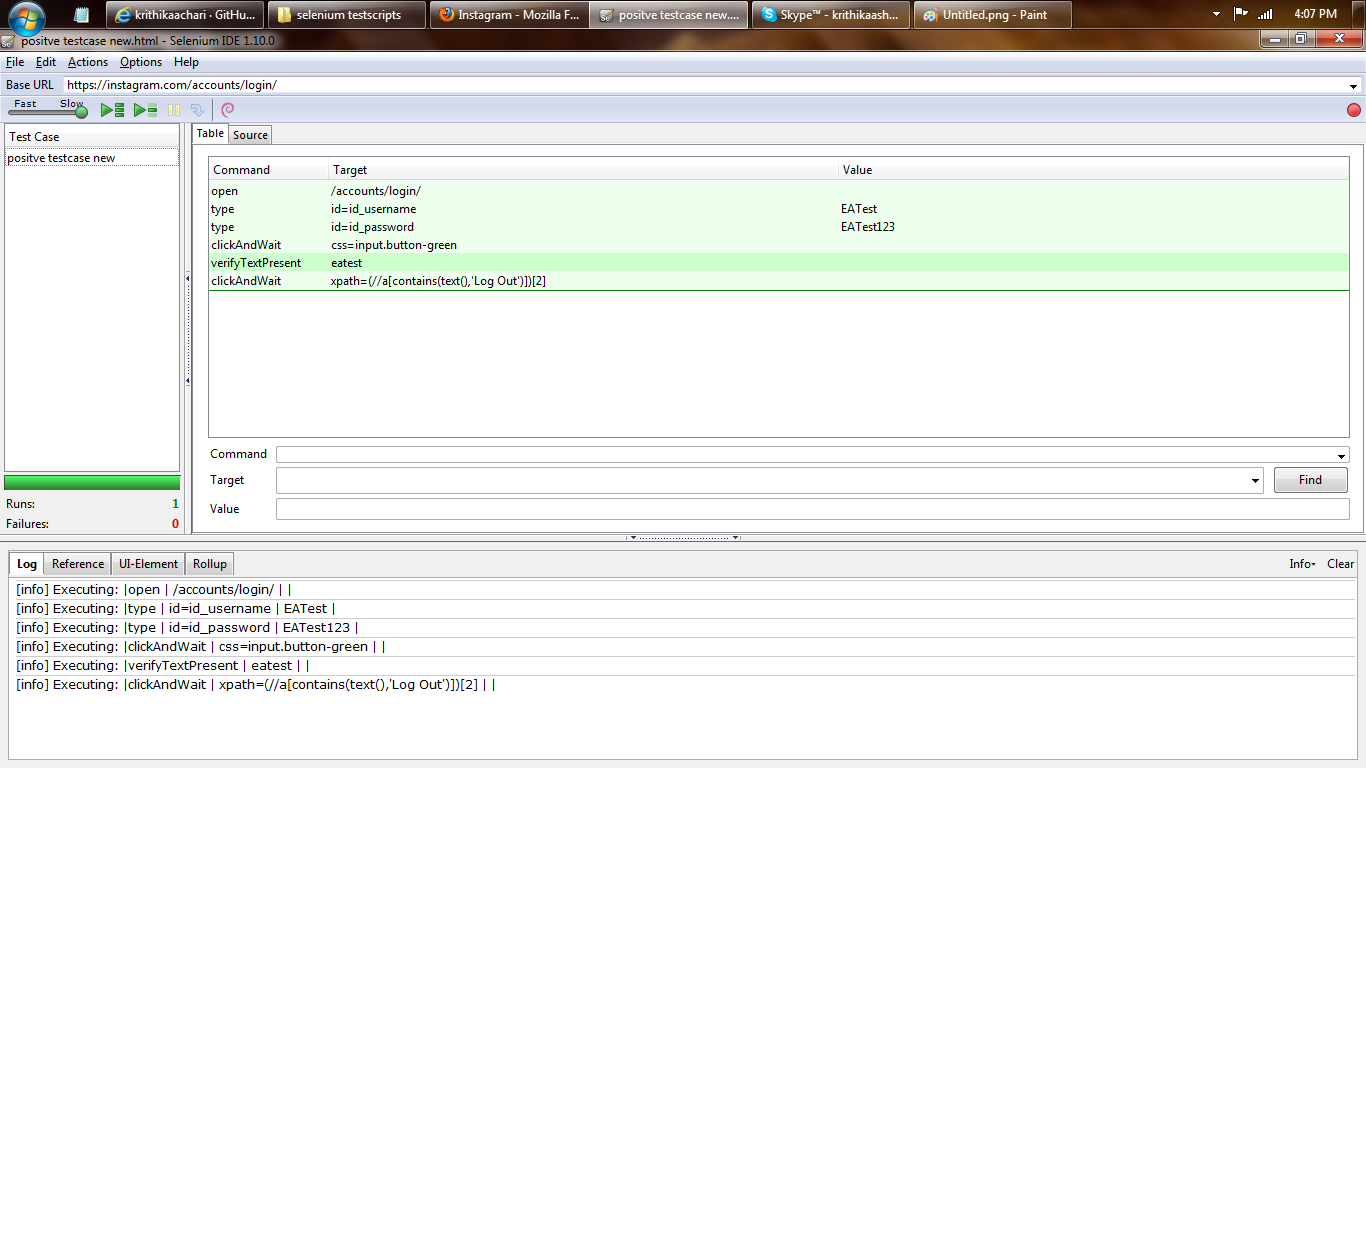 krithikaachari · GitHu...
selenium testscripts
Instagram - Mozilla F...
positve testcase new....
Skype™ - krithikaash...
Untitled.png - Paint
4:07 PM
positve testcase new.html - Selenium IDE 1.10.0
File Edit Actions Options Help
Base URL https://instagram.com/accounts/login/
Fast Slow
Test Case
positve testcase new
Table Source
Command Target Value
open /accounts/login/
type id=id_username EATest
type id=id_password EATest123
clickAndWait css=input.button-green
verifyTextPresent eatest
clickAndWait xpath=(//a[contains(text(),'Log Out')])[2]
Command
Target Find
Value
Runs: 1
Failures: 0
Log Reference UI-Element Rollup Info Clear
[info] Executing: |open | /accounts/login/ | |
[info] Executing: |type | id=id_username | EATest |
[info] Executing: |type | id=id_password | EATest123 |
[info] Executing: |clickAndWait | css=input.button-green | |
[info] Executing: |verifyTextPresent | eatest | |
[info] Executing: |clickAndWait | xpath=(//a[contains(text(),'Log Out')])[2] | |